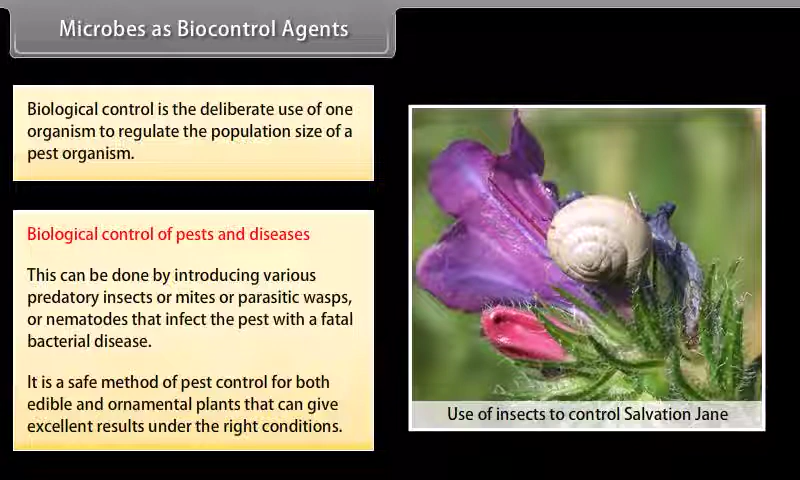 Microbes as Biocontrol Agents
Biological control is the deliberate use of one
organism to regulate the population size of a
pest organism.
Biological control of pests and diseases
This can be done by introducing various
predatory insects or mites or parasitic wasps,
or nematodes that infect the pest with a fatal
bacterial disease.
It is a safe method of pest control for both
edible and ornamental plants that can give
excellent results under the right conditions.
Use of insects to control Salvation Jane